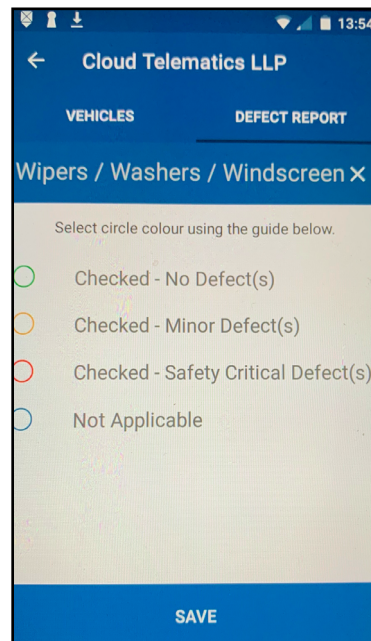 13:54
Cloud Telematics LLP
VEHICLES DEFECT REPORT
Wipers / Washers / Windscreen ×
Select circle colour using the guide below.
Checked - No Defect(s)
Checked - Minor Defect(s)
Checked - Safety Critical Defect(s)
Not Applicable
SAVE